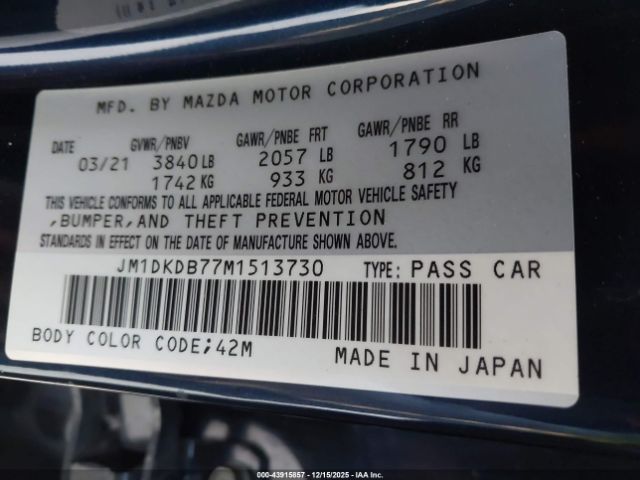 MFD. BY MAZDA MOTOR CORPORATION
DATE GVWR/PNBV GAWR/PNBE FRT GAWR/PNBE RR
03/21 3840 LB 2057 LB 1790 LB
1742 KG 933 KG 812 KG
THIS VEHICLE CONFORMS TO ALL APPLICABLE FEDERAL MOTOR VEHICLE SAFETY
,BUMPER,AND THEFT PREVENTION
STANDARDS IN EFFECT ON THE DATE OF MANUFACTURE SHOWN ABOVE.
JM1DKDB77M1513730 TYPE: PASS CAR
BODY COLOR CODE;42M MADE IN JAPAN
000-43915857 - 12/15/2025 - IAA Inc.